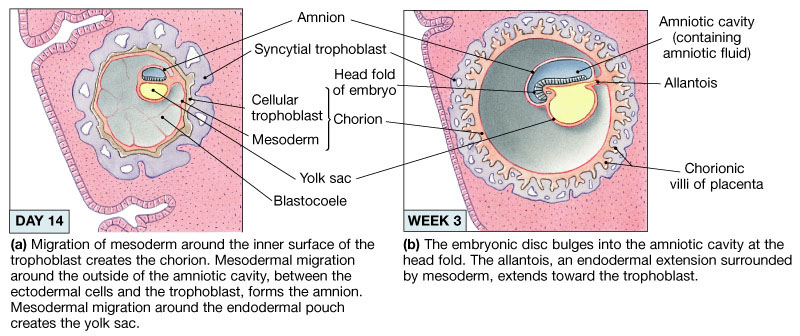 Amnion
Syncytial trophoblast
Head fold
of embryo
Cellular
trophoblast
Chorion
Mesoderm
Yolk sac
Blastocoele
DAY 14
(a) Migration of mesoderm around the inner surface of the
trophoblast creates the chorion. Mesodermal migration
around the outside of the amniotic cavity, between the
ectodermal cells and the trophoblast, forms the amnion.
Mesodermal migration around the endodermal pouch
creates the yolk sac.
Amniotic cavity
(containing
amniotic fluid)
Allantois
Chorionic
villi of placenta
WEEK 3
(b) The embryonic disc bulges into the amniotic cavity at the
head fold. The allantois, an endodermal extension surrounded
by mesoderm, extends toward the trophoblast.